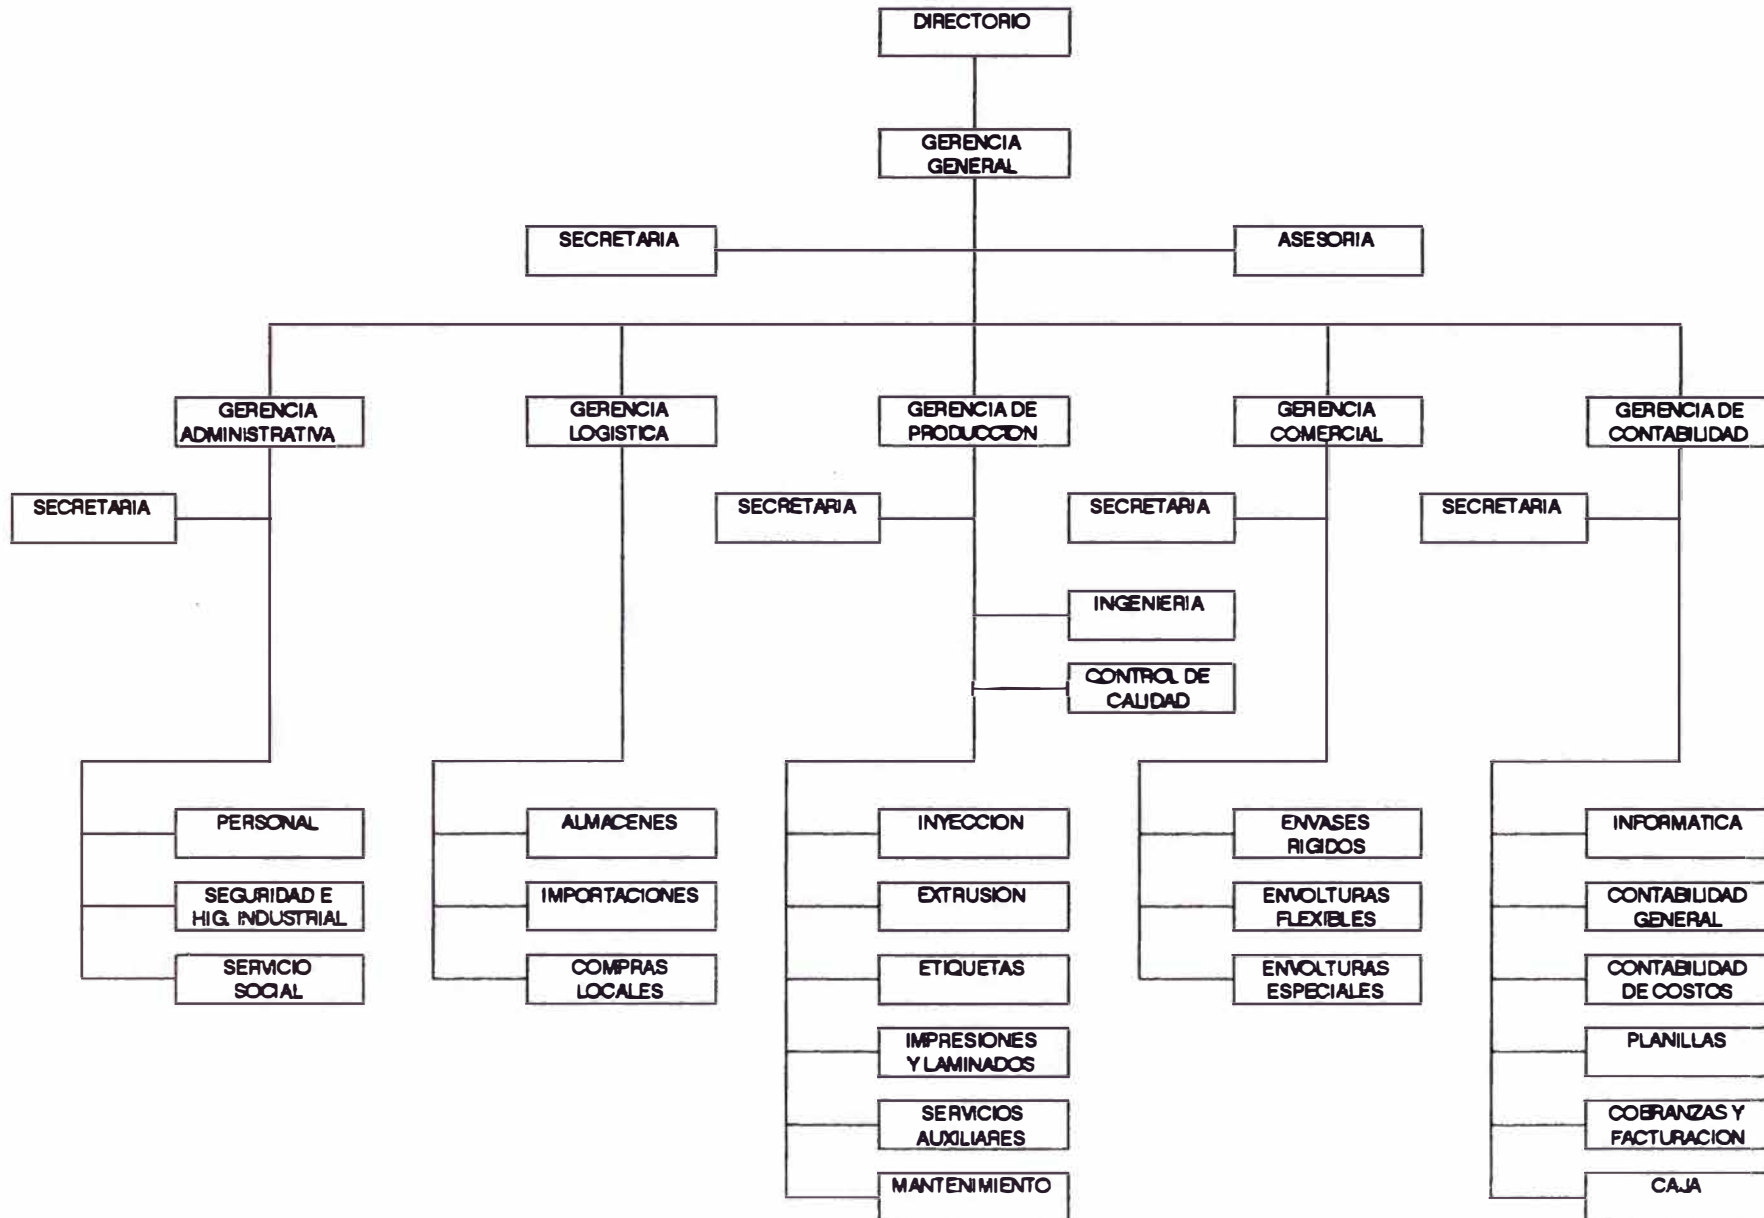 DIRECTORIO
GERENCIA
GENERAL
SECRETARIA
ASESORIA
GERENCIA
ADMINISTRATIVA
GERENCIA
LOGISTICA
GERENCIA DE
PRODUCCION
GERENCIA
COMERCIAL
GERENCIA DE
CONTABILIDAD
SECRETARIA
SECRETARIA
SECRETARIA
SECRETARIA
INGENIERIA
CONTROL DE
CALIDAD
PERSONAL
SEGURIDAD E
HIG. INDUSTRIAL
SERVICIO
SOCIAL
ALMACENES
IMPORTACIONES
COMPRAS
LOCALES
INYECCION
EXTRUSION
ETIQUETAS
IMPRESIONES
Y LAMINADOS
SERVICIOS
AUXILIARES
MANTENIMIENTO
ENVASES
RIGIDOS
ENVOLTURAS
FLEXIBLES
ENVOLTURAS
ESPECIALES
INFORMATICA
CONTABILIDAD
GENERAL
CONTABILIDAD
DE COSTOS
PLANILLAS
COBRANZAS Y
FACTURACION
CAJA